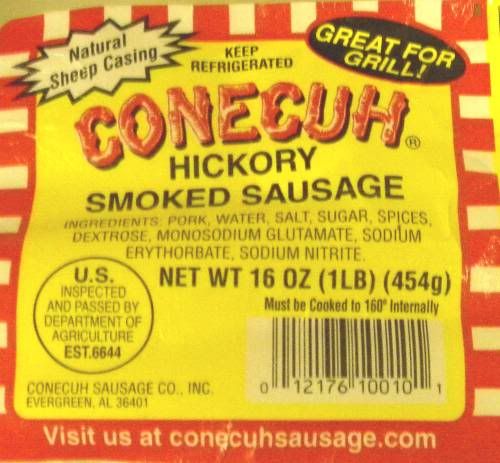 Natural
Sheep Casing
KEEP
REFRIGERATED
GREAT FOR
GRILL!
CONECUH®
HICKORY
SMOKED SAUSAGE
INGREDIENTS: PORK, WATER, SALT, SUGAR, SPICES,
DEXTROSE, MONOSODIUM GLUTAMATE, SODIUM
ERYTHORBATE, SODIUM NITRITE.
U.S.
INSPECTED
AND PASSED BY
DEPARTMENT OF
AGRICULTURE
EST.6644
NET WT 16 OZ (1LB) (454g)
Must be Cooked to 160° Internally
0 12176 10010 1
CONECUH SAUSAGE CO., INC.
EVERGREEN, AL 36401
Visit us at conecuhsausage.com